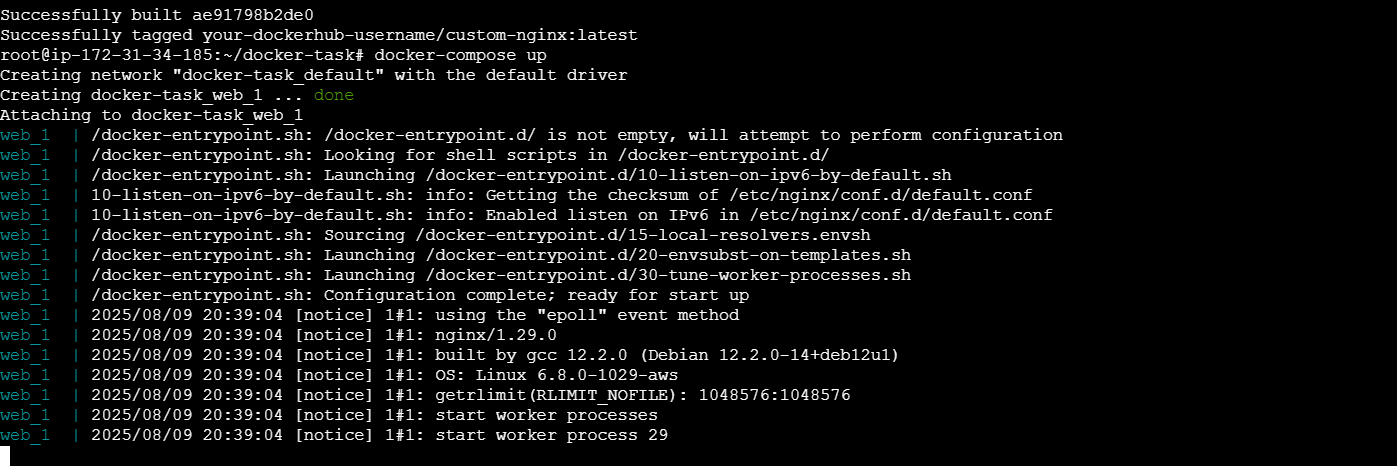 Successfully built ae91798b2de0
Successfully tagged your-dockerhub-username/custom-nginx:latest
root@ip-172-31-34-185:~/docker-task# docker-compose up
Creating network "docker-task_default" with the default driver
Creating docker-task_web_1 ... done
Attaching to docker-task_web_1
web_1  | /docker-entrypoint.sh: /docker-entrypoint.d/ is not empty, will attempt to perform configuration
web_1  | /docker-entrypoint.sh: Looking for shell scripts in /docker-entrypoint.d/
web_1  | /docker-entrypoint.sh: Launching /docker-entrypoint.d/10-listen-on-ipv6-by-default.sh
web_1  | 10-listen-on-ipv6-by-default.sh: info: Getting the checksum of /etc/nginx/conf.d/default.conf
web_1  | 10-listen-on-ipv6-by-default.sh: info: Enabled listen on IPv6 in /etc/nginx/conf.d/default.conf
web_1  | /docker-entrypoint.sh: Sourcing /docker-entrypoint.d/15-local-resolvers.envsh
web_1  | /docker-entrypoint.sh: Launching /docker-entrypoint.d/20-envsubst-on-templates.sh
web_1  | /docker-entrypoint.sh: Launching /docker-entrypoint.d/30-tune-worker-processes.sh
web_1  | /docker-entrypoint.sh: Configuration complete; ready for start up
web_1  | 2025/08/09 20:39:04 [notice] 1#1: using the "epoll" event method
web_1  | 2025/08/09 20:39:04 [notice] 1#1: nginx/1.29.0
web_1  | 2025/08/09 20:39:04 [notice] 1#1: built by gcc 12.2.0 (Debian 12.2.0-14+deb12u1)
web_1  | 2025/08/09 20:39:04 [notice] 1#1: OS: Linux 6.8.0-1029-aws
web_1  | 2025/08/09 20:39:04 [notice] 1#1: getrlimit(RLIMIT_NOFILE): 1048576:1048576
web_1  | 2025/08/09 20:39:04 [notice] 1#1: start worker processes
web_1  | 2025/08/09 20:39:04 [notice] 1#1: start worker process 29